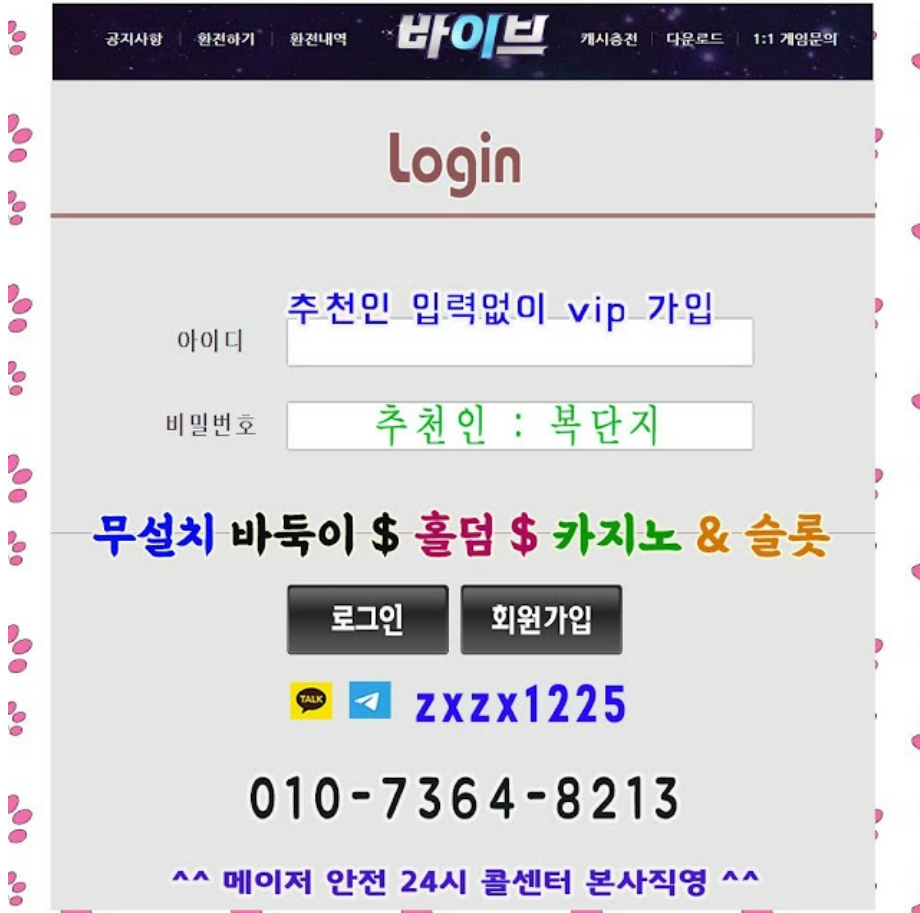 공지사항 환전하기 환전내역 바이브 캐시충전 다운로드 1:1 게임문의
Login
추천인 입력없이 vip 가입
아이디
비밀번호 추천인 : 복단지
무설치 바둑이 $ 홀덤 $ 카지노 & 슬롯
로그인 회원가입
TALK zxzx1225
010-7364-8213
^^ 메이저 안전 24시 콜센터 본사직영 ^^